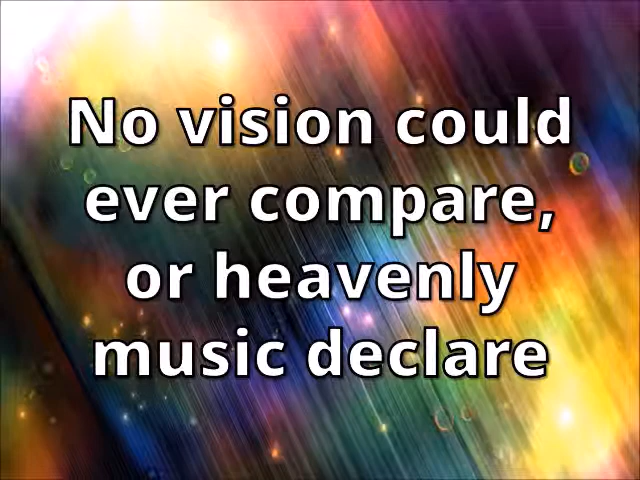 No vision could
ever compare,
or heavenly
music declare